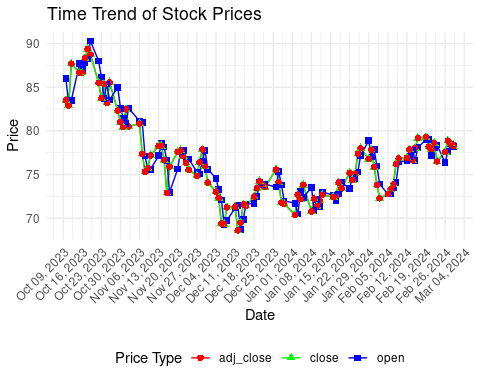 Time Trend of Stock Prices
Price
90
85
80
75
70
Oct 09, 2023
Oct 16, 2023
Oct 23, 2023
Oct 30, 2023
Nov 06, 2023
Nov 13, 2023
Nov 20, 2023
Nov 27, 2023
Dec 04, 2023
Dec 11, 2023
Dec 18, 2023
Dec 25, 2023
Jan 01, 2024
Jan 08, 2024
Jan 15, 2024
Jan 22, 2024
Jan 29, 2024
Feb 05, 2024
Feb 12, 2024
Feb 19, 2024
Feb 26, 2024
Mar 04, 2024
Date
Price Type adj_close close open